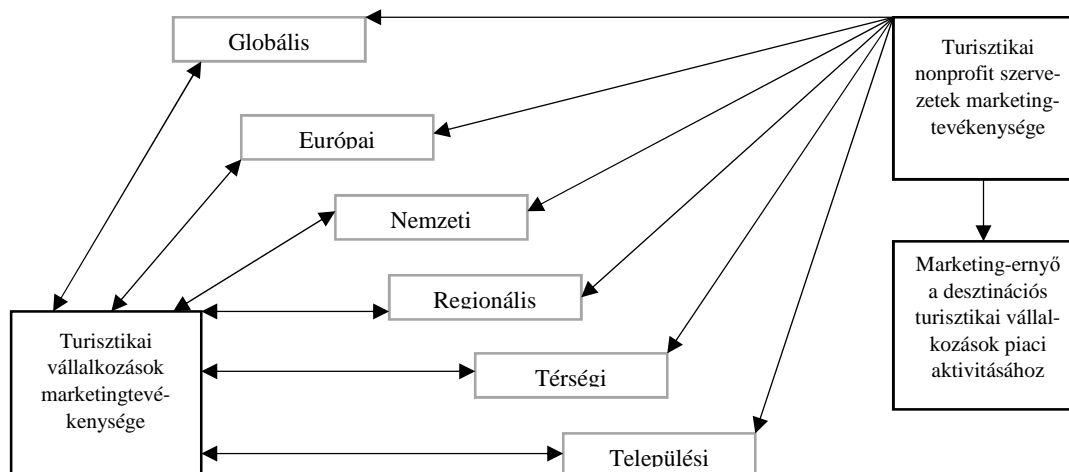 Globális
Turisztikai
nonprofit szerve-
zetek marketing-
tevékenysége
Európai
Nemzeti
Marketing-ernyő
a desztinációs
turisztikai vállal-
kozások piaci
aktivitásához
Regionális
Turisztikai
vállalkozások
marketingtevé-
kenysége
Térségi
Települési